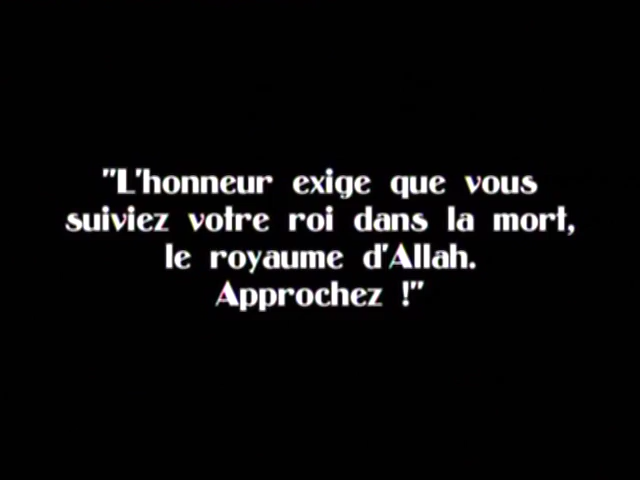 "L'honneur exige que vous
suiviez votre roi dans la mort,
le royaume d'Allah.
Approchez !"